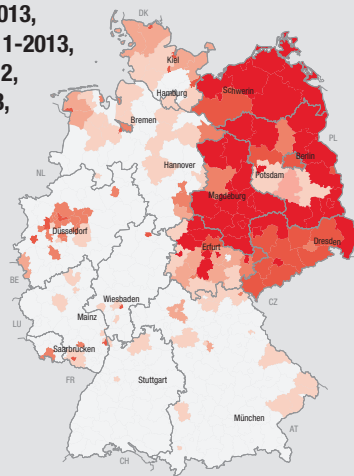 013,
1-2013,
2,
3,
DK
Kiel
Hamburg
Schwerin
Bremen
PL
Berlin
Hannover
NL
Potsdam
Magdeburg
Düsseldorf
Dresden
Erfurt
BE
Wiesbaden
CZ
LU
Mainz
Saarbrücken
FR
Stuttgart
München
AT
CH